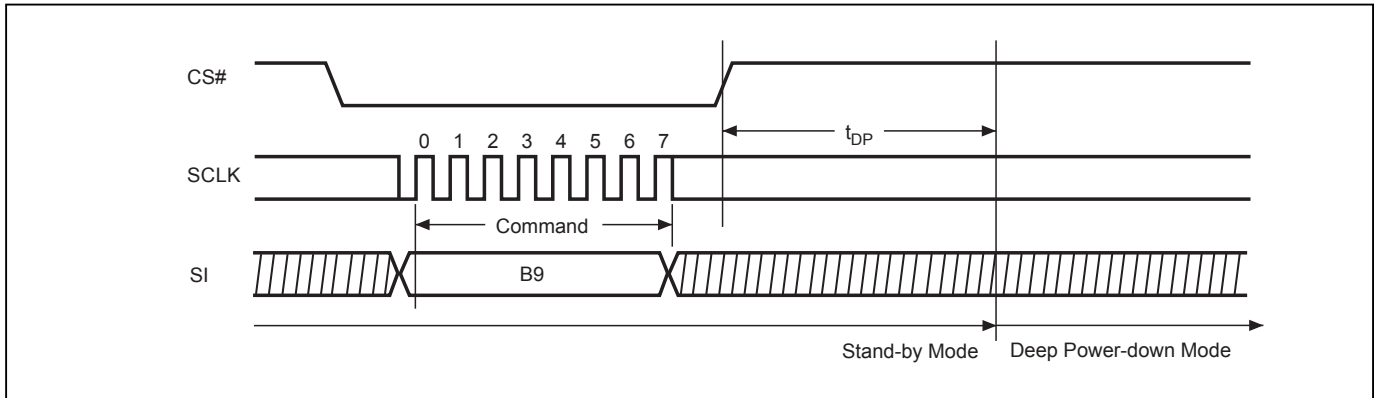 CS#
tDP
0 1 2 3 4 5 6 7
SCLK
Command
SI
B9
Stand-by Mode Deep Power-down Mode